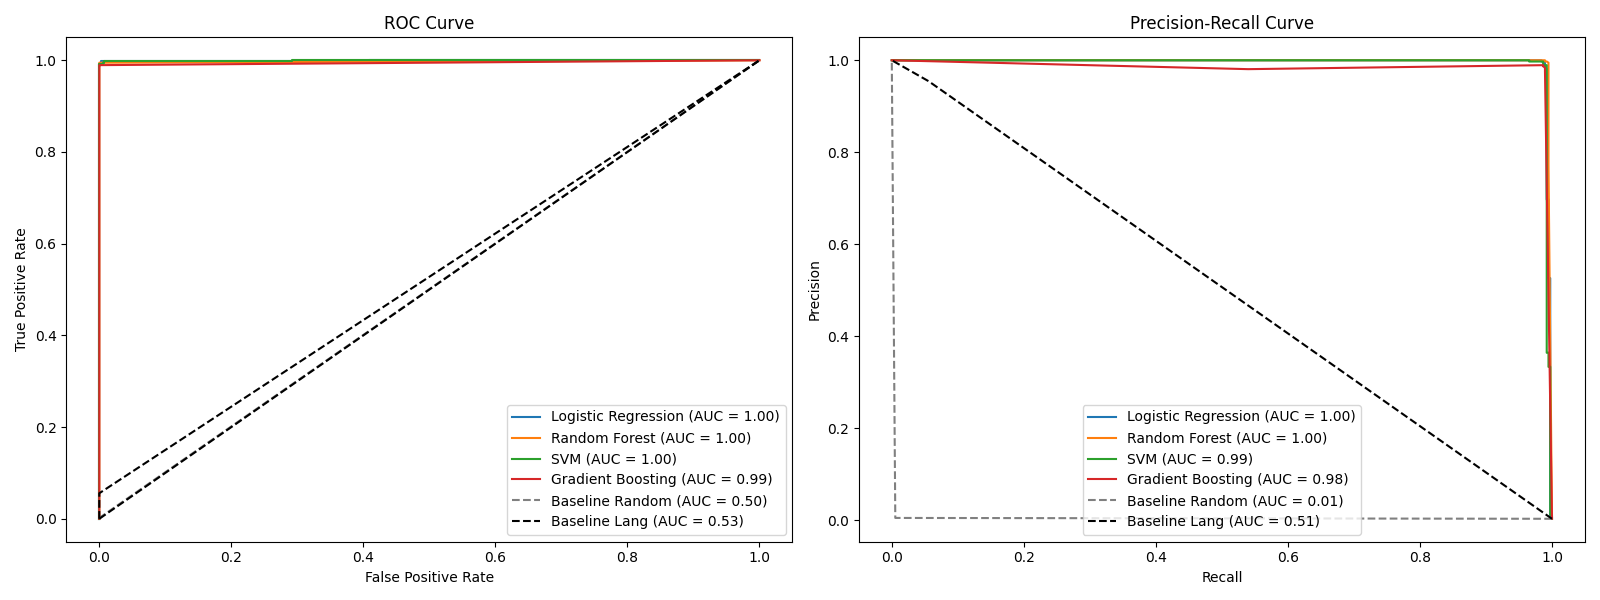 ROC Curve
True Positive Rate
1.0
0.8
0.6
0.4
0.2
0.0
Logistic Regression (AUC = 1.00)
Random Forest (AUC = 1.00)
SVM (AUC = 1.00)
Gradient Boosting (AUC = 0.99)
Baseline Random (AUC = 0.50)
Baseline Lang (AUC = 0.53)
0.0 0.2 0.4 0.6 0.8 1.0
False Positive Rate
Precision-Recall Curve
Precision
1.0
0.8
0.6
0.4
0.2
0.0
Logistic Regression (AUC = 1.00)
Random Forest (AUC = 1.00)
SVM (AUC = 0.99)
Gradient Boosting (AUC = 0.98)
Baseline Random (AUC = 0.01)
Baseline Lang (AUC = 0.51)
0.0 0.2 0.4 0.6 0.8 1.0
Recall